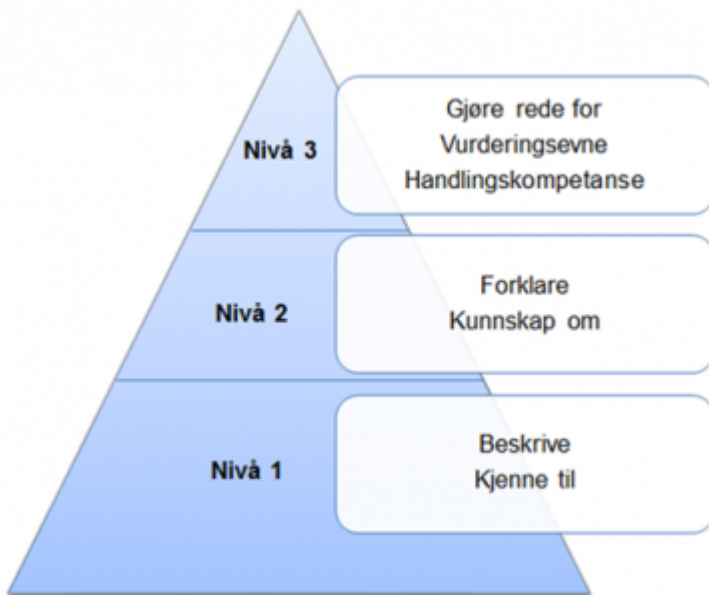 Nivå 3
Gjøre rede for
Vurderingsevne
Handlingskompetanse
Nivå 2
Forklare
Kunnskap om
Nivå 1
Beskrive
Kjenne til